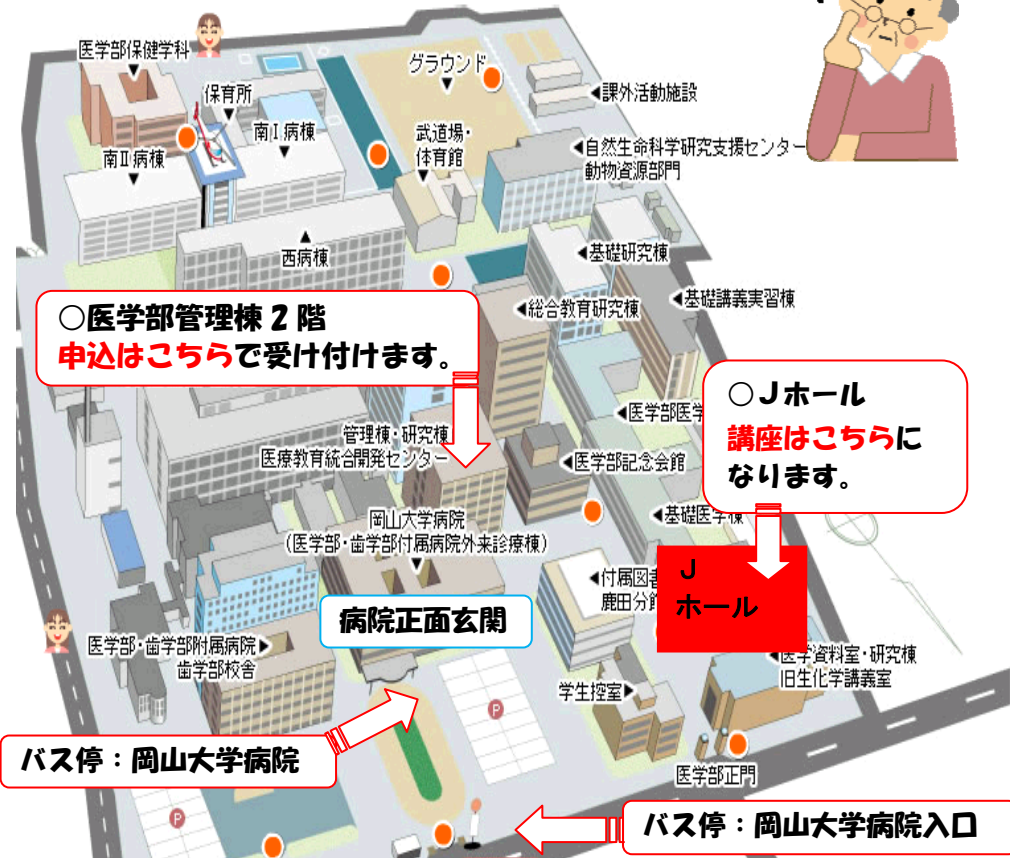 医学部保健学科
グラウンド
保育所
課外活動施設
南Ⅱ病棟
南Ⅰ病棟
武道場・
体育館
自然生命科学研究支援センター
動物資源部門
西病棟
基礎研究棟
総合教育研究棟
基礎講義実習棟
○医学部管理棟2階
申込はこちらで受け付けます。
○Jホール
講座はこちらに
なります。
医学部医学
管理棟・研究棟
医療教育統合開発センター
医学部記念会館
基礎医学棟
岡山大学病院
(医学部・歯学部付属病院外来診療棟)
付属図書
鹿田分館
J
ホール
病院正面玄関
医学部・歯学部附属病院
歯学部校舎
医学資料室・研究棟
旧生化学講義室
学生控室
P
バス停:岡山大学病院
医学部正門
P
バス停:岡山大学病院入口